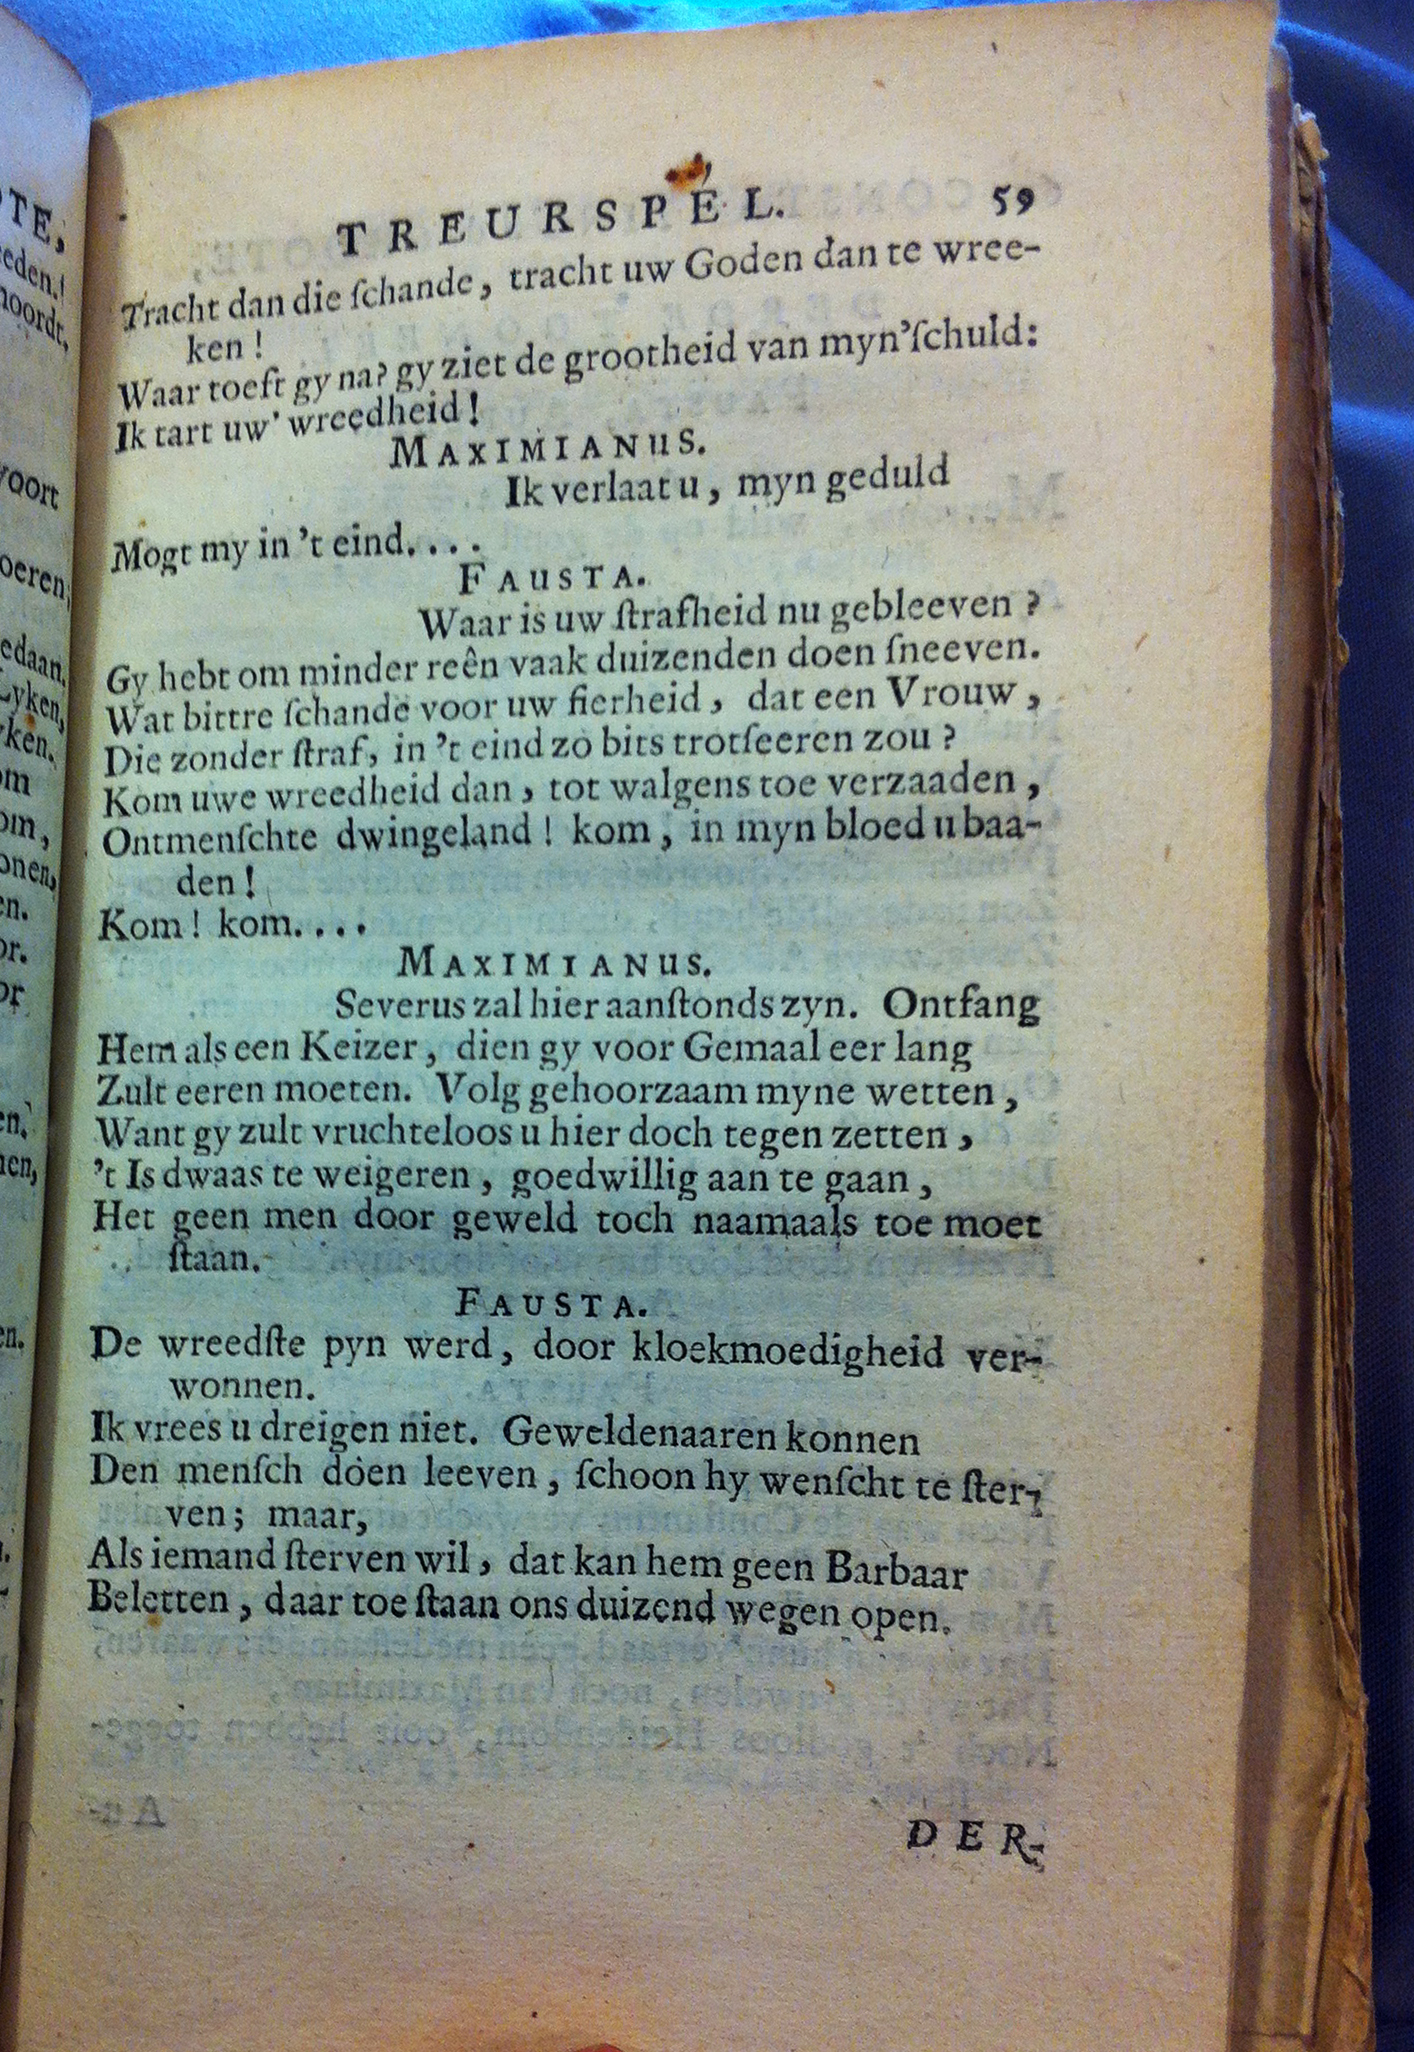 TREURSPEL. 59
Tracht dan die ſchande, tracht uw Goden dan te wree-
ken!
Waar toeft gy na? gy ziet de grootheid van myn'ſchuld:
Ik tart uw' wreedheid!
MAXIMIANUS.
Ik verlaat u, myn geduld
Mogt my in 't eind....
FAUSTA.
Waar is uw ſtrafheid nu gebleeven?
Gy hebt om minder reên vaak duizenden doen ſneeven.
Wat bittre ſchande voor uw fierheid, dat een Vrouw,
Die zonder ſtraf, in 't eind zo bits trotſeeren zou?
Kom uwe wreedheid dan, tot walgens toe verzaaden,
Ontmenſchte dwingeland! kom, in myn bloed u baa-
den!
Kom! kom....
MAXIMIANUS.
Severus zal hier aanſtonds zyn. Ontfang
Hem als een Keizer, dien gy voor Gemaal eer lang
Zult eeren moeten. Volg gehoorzaam myne wetten,
Want gy zult vruchteloos u hier doch tegen zetten,
't Is dwaas te weigeren, goedwillig aan te gaan,
Het geen men door geweld toch naamaals toe moet
ſtaan.
FAUSTA.
De wreedſte pyn werd, door kloekmoedigheid ver-
wonnen.
Ik vrees u dreigen niet. Geweldenaaren konnen
Den menſch doen leeven, ſchoon hy wenſcht te ſter-
ven; maar,
Als iemand ſterven wil, dat kan hem geen Barbaar
Beletten, daar toe ſtaan ons duizend wegen open.
DER-